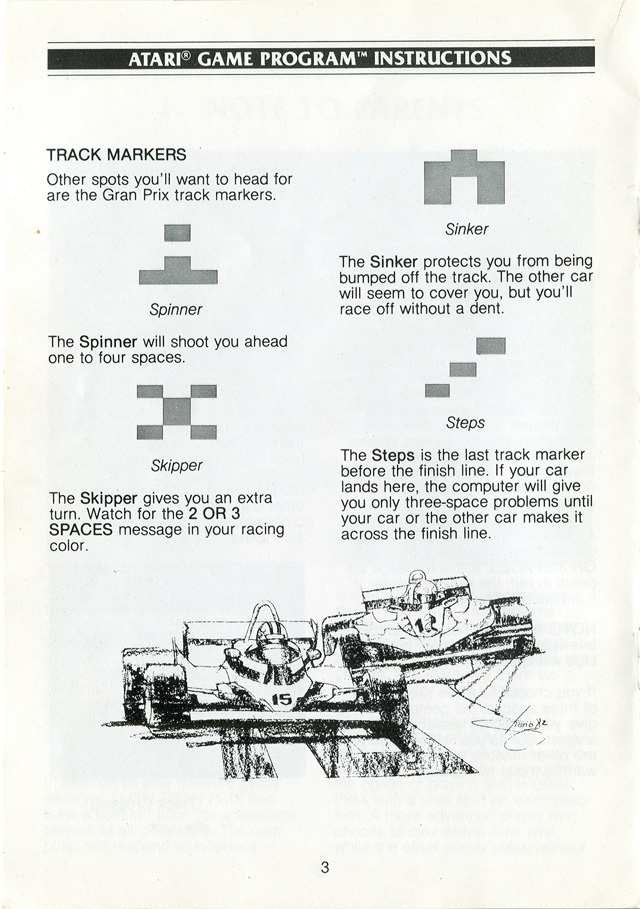 ATARI® GAME PROGRAM™ INSTRUCTIONS
TRACK MARKERS
Other spots you'll want to head for
are the Gran Prix track markers.
Spinner
The Spinner will shoot you ahead
one to four spaces.
Skipper
The Skipper gives you an extra
turn. Watch for the 2 OR 3
SPACES message in your racing
color.
Sinker
The Sinker protects you from being
bumped off the track. The other car
will seem to cover you, but you'll
race off without a dent.
Steps
The Steps is the last track marker
before the finish line. If your car
lands here, the computer will give
you only three-space problems until
your car or the other car makes it
across the finish line.
15
3